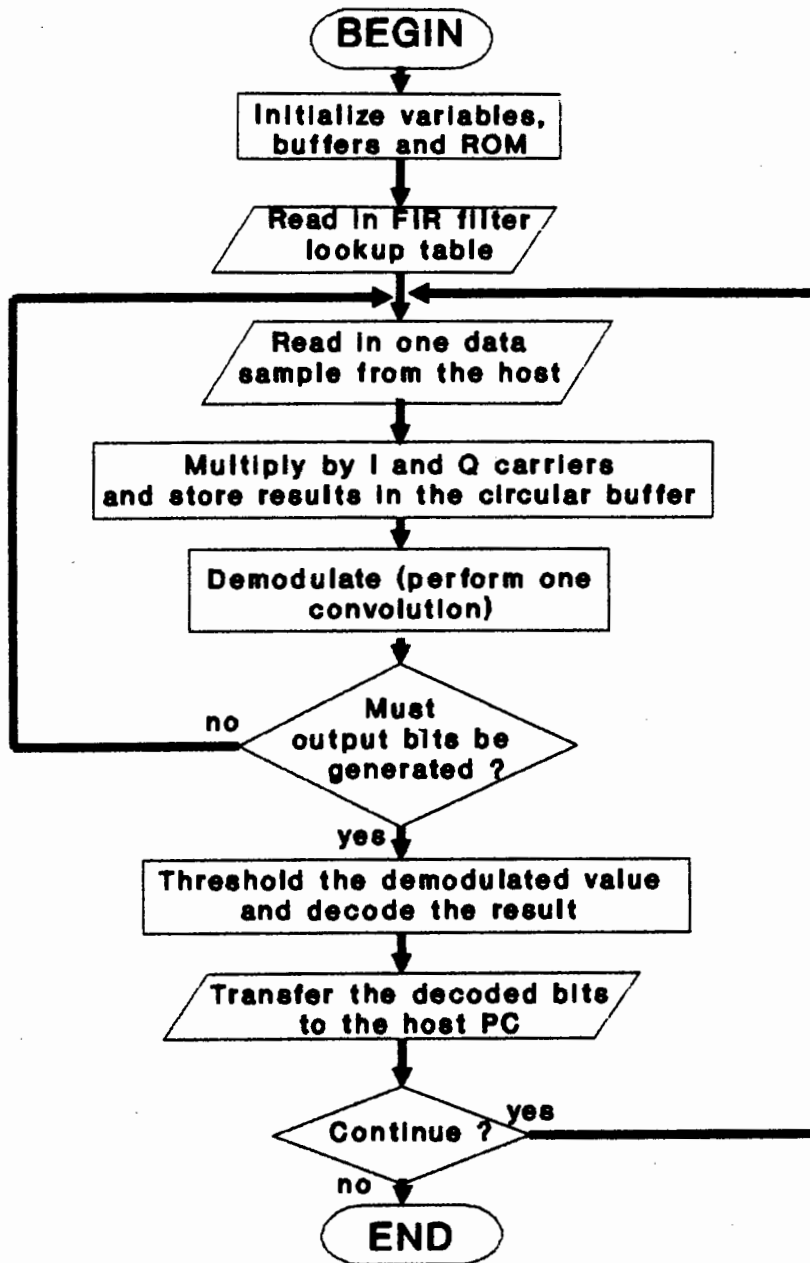 BEGIN
Initialize variables,
buffers and ROM
Read in FIR filter
lookup table
Read in one data
sample from the host
Multiply by I and Q carriers
and store results in the circular buffer
Demodulate (perform one
convolution)
Must
output bits be
generated ?
no
yes
Threshold the demodulated value
and decode the result
Transfer the decoded bits
to the host PC
Continue ?
yes
no
END